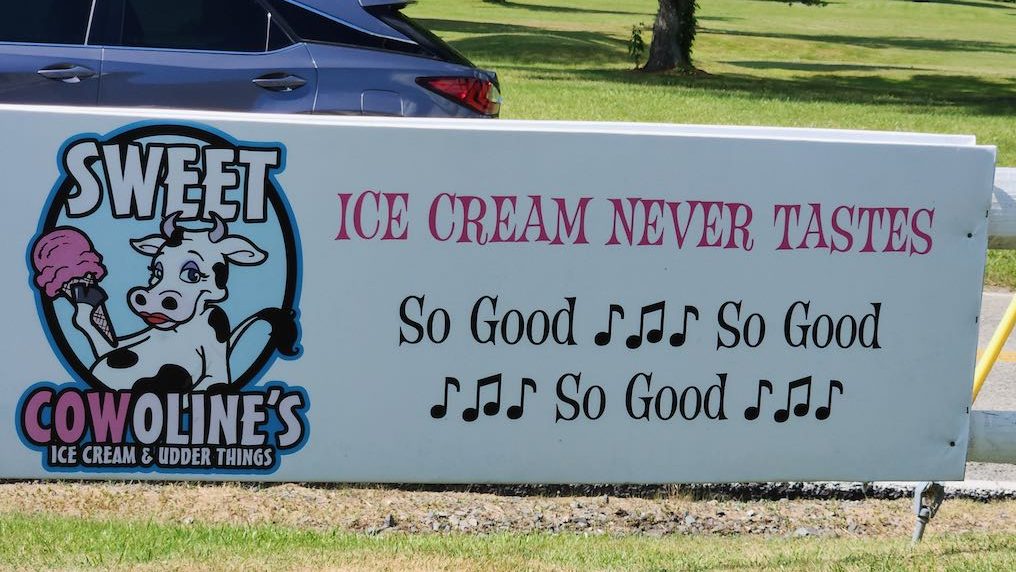 SWEET
COWOLINE'S
ICE CREAM & UDDER THINGS
ICE CREAM NEVER TASTES
So Good ♪♫♪ So Good
♪♫♪ So Good ♪♫♪